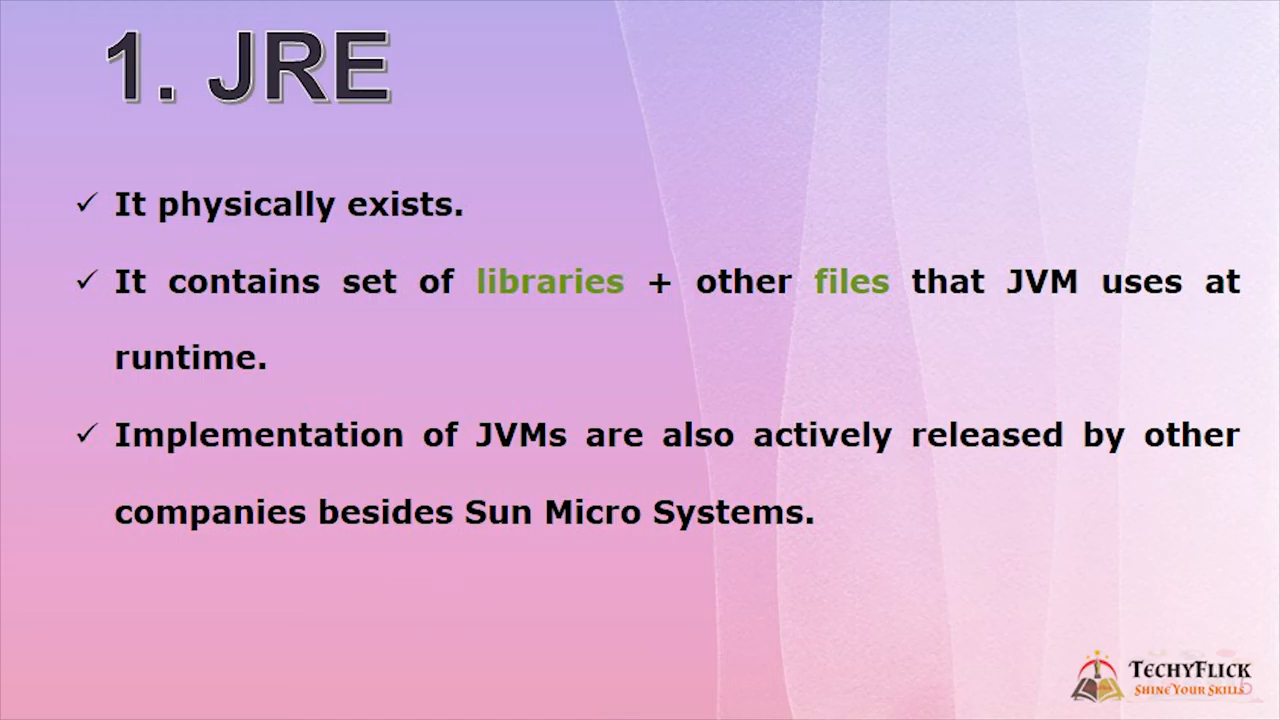 1. JRE
✓ It physically exists.
✓ It contains set of libraries + other files that JVM uses at
runtime.
✓ Implementation of JVMs are also actively released by other
companies besides Sun Micro Systems.
TECHYFLICK
SHINE YOUR SKILLS